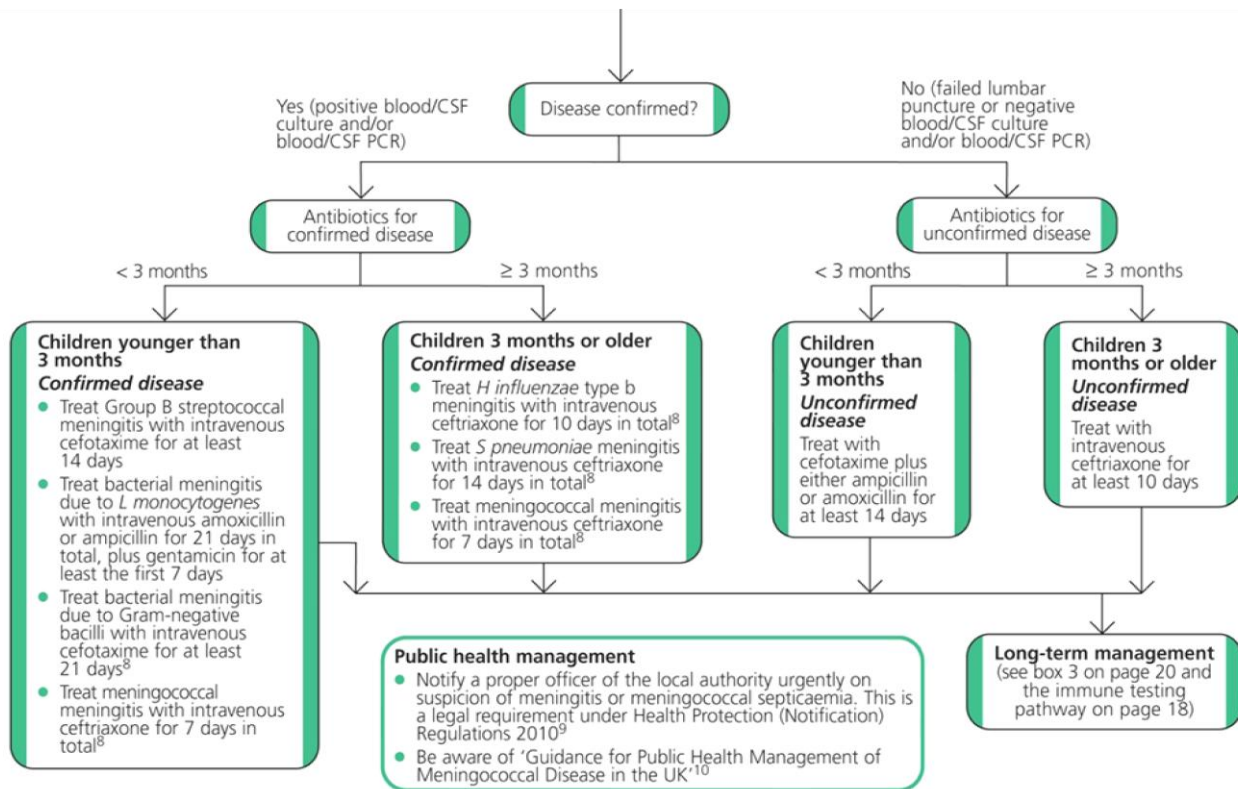 Disease confirmed?
Yes (positive blood/CSF
culture and/or
blood/CSF PCR)
No (failed lumbar
puncture or negative
blood/CSF culture
and/or blood/CSF PCR)
Antibiotics for
confirmed disease
Antibiotics for
unconfirmed disease
< 3 months
≥ 3 months
< 3 months
≥ 3 months
Children younger than
3 months
Confirmed disease
● Treat Group B streptococcal
meningitis with intravenous
cefotaxime for at least
14 days
● Treat bacterial meningitis
due to L monocytogenes
with intravenous amoxicillin
or ampicillin for 21 days in
total, plus gentamicin for at
least the first 7 days
● Treat bacterial meningitis
due to Gram-negative
bacilli with intravenous
cefotaxime for at least
21 days⁸
● Treat meningococcal
meningitis with intravenous
ceftriaxone for 7 days in
total⁸
Children 3 months or older
Confirmed disease
● Treat H influenzae type b
meningitis with intravenous
ceftriaxone for 10 days in total⁸
● Treat S pneumoniae meningitis
with intravenous ceftriaxone
for 14 days in total⁸
● Treat meningococcal meningitis
with intravenous ceftriaxone
for 7 days in total⁸
Children
younger than
3 months
Unconfirmed
disease
Treat with
cefotaxime plus
either ampicillin
or amoxicillin for
at least 14 days
Children 3
months or older
Unconfirmed
disease
Treat with
intravenous
ceftriaxone for
at least 10 days
Public health management
● Notify a proper officer of the local authority urgently on
suspicion of meningitis or meningococcal septicaemia. This is
a legal requirement under Health Protection (Notification)
Regulations 2010⁹
● Be aware of ‘Guidance for Public Health Management of
Meningococcal Disease in the UK’¹⁰
Long-term management
(see box 3 on page 20 and
the immune testing
pathway on page 18)